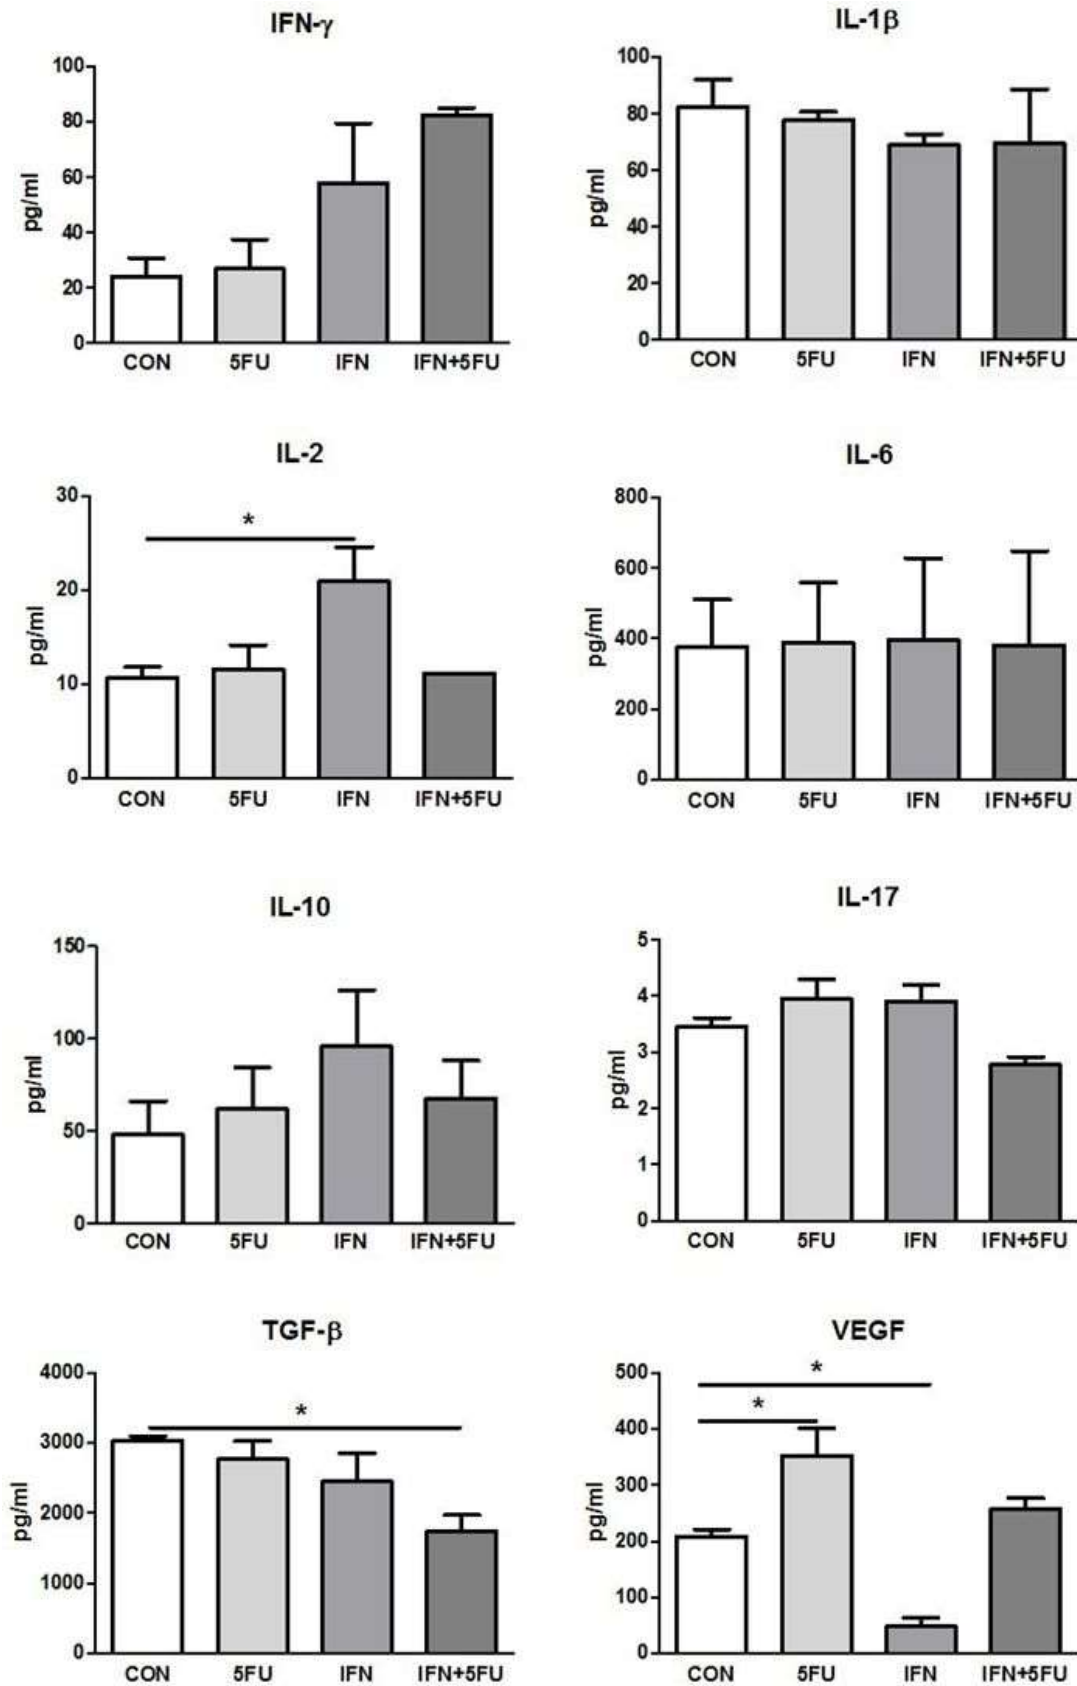 IFN-γ
100
80
60
40
20
0
pg/ml
CON 5FU IFN IFN+5FU
IL-1β
100
80
60
40
20
0
pg/ml
CON 5FU IFN IFN+5FU
IL-2
30
20
10
0
pg/ml
*
CON 5FU IFN IFN+5FU
IL-6
800
600
400
200
0
pg/ml
CON 5FU IFN IFN+5FU
IL-10
150
100
50
0
pg/ml
CON 5FU IFN IFN+5FU
IL-17
5
4
3
2
1
0
pg/ml
CON 5FU IFN IFN+5FU
TGF-β
4000
3000
2000
1000
0
pg/ml
*
CON 5FU IFN IFN+5FU
VEGF
500
400
300
200
100
0
pg/ml
*
*
CON 5FU IFN IFN+5FU